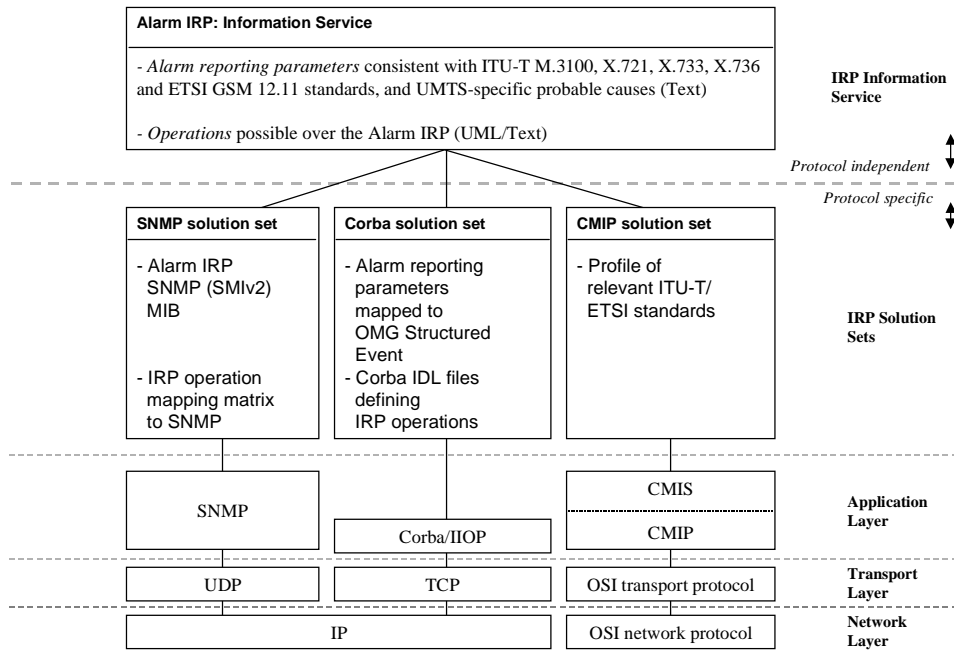 Alarm IRP: Information Service
- Alarm reporting parameters consistent with ITU-T M.3100, X.721, X.733, X.736
and ETSI GSM 12.11 standards, and UMTS-specific probable causes (Text)
- Operations possible over the Alarm IRP (UML/Text)
IRP Information
Service
Protocol independent
Protocol specific
SNMP solution set
- Alarm IRP
SNMP (SMIv2)
MIB
- IRP operation
mapping matrix
to SNMP
Corba solution set
- Alarm reporting
parameters
mapped to
OMG Structured
Event
- Corba IDL files
defining
IRP operations
CMIP solution set
- Profile of
relevant ITU-T/
ETSI standards
IRP Solution
Sets
SNMP
Corba/IIOP
CMIS
CMIP
Application
Layer
UDP
TCP
OSI transport protocol
Transport
Layer
IP
OSI network protocol
Network
Layer